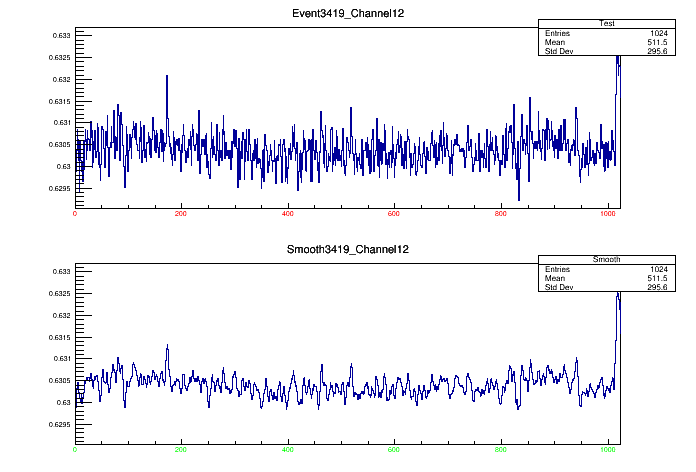 Event3419_Channel12
Test
Entries 1024
Mean 511.5
Std Dev 295.6
0.633
0.6325
0.632
0.6315
0.631
0.6305
0.63
0.6295
0 200 400 600 800 1000
Smooth3419_Channel12
Smooth
Entries 1024
Mean 511.5
Std Dev 295.6
0.633
0.6325
0.632
0.6315
0.631
0.6305
0.63
0.6295
0 200 400 600 800 1000